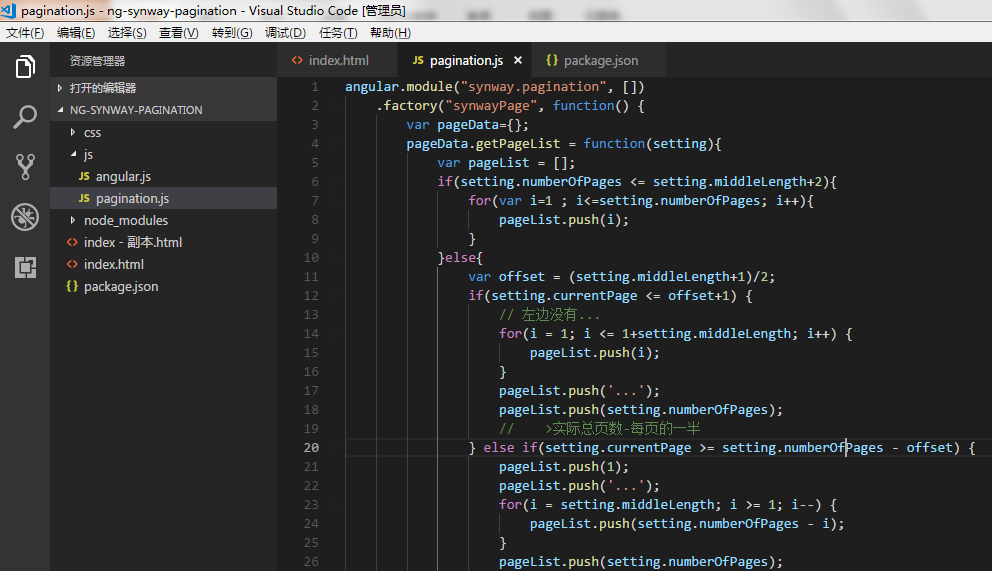 pagination.js - ng-synway-pagination - Visual Studio Code [管理员]
文件(F) 编辑(E) 选择(S) 查看(V) 转到(G) 调试(D) 任务(T) 帮助(H)
资源管理器
打开的编辑器
NG-SYNWAY-PAGINATION
css
js
JS angular.js
JS pagination.js
node_modules
<> index - 副本.html
<> index.html
{} package.json
<> index.html JS pagination.js × {} package.json
1 angular.module("synway.pagination", [])
2 .factory("synwayPage", function() {
3 var pageData={};
4 pageData.getPageList = function(setting){
5 var pageList = [];
6 if(setting.numberOfPages <= setting.middleLength+2){
7 for(var i=1 ; i<=setting.numberOfPages; i++){
8 pageList.push(i);
9 }
10 }else{
11 var offset = (setting.middleLength+1)/2;
12 if(setting.currentPage <= offset+1) {
13 // 左边没有...
14 for(i = 1; i <= 1+setting.middleLength; i++) {
15 pageList.push(i);
16 }
17 pageList.push('...');
18 pageList.push(setting.numberOfPages);
19 // >实际总页数-每页的一半
20 } else if(setting.currentPage >= setting.numberOfPages - offset) {
21 pageList.push(1);
22 pageList.push('...');
23 for(i = setting.middleLength; i >= 1; i--) {
24 pageList.push(setting.numberOfPages - i);
25 }
26 pageList.push(setting.numberOfPages);